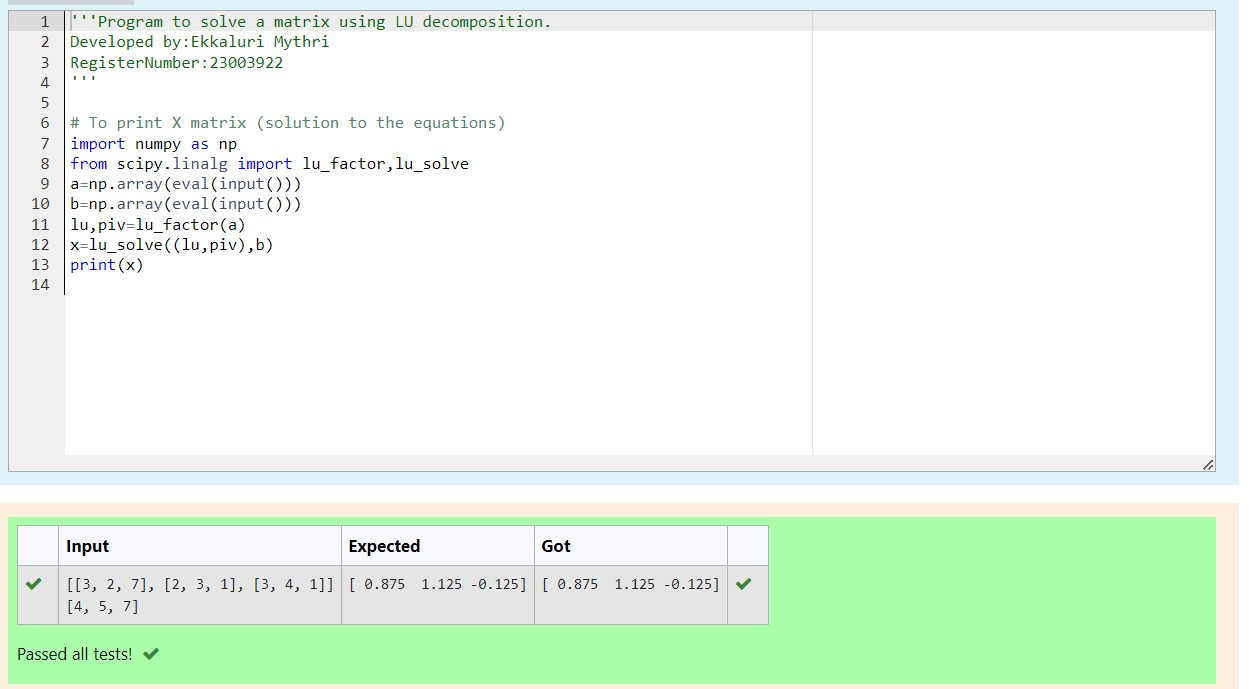 1 '''Program to solve a matrix using LU decomposition.
2 Developed by:Ekkaluri Mythri
3 RegisterNumber:23003922
4 '''
5
6 # To print X matrix (solution to the equations)
7 import numpy as np
8 from scipy.linalg import lu_factor,lu_solve
9 a=np.array(eval(input()))
10 b=np.array(eval(input()))
11 lu,piv=lu_factor(a)
12 x=lu_solve((lu,piv),b)
13 print(x)
14
Input Expected Got
[[3, 2, 7], [2, 3, 1], [3, 4, 1]] [ 0.875  1.125 -0.125] [ 0.875  1.125 -0.125]
[4, 5, 7]
Passed all tests!